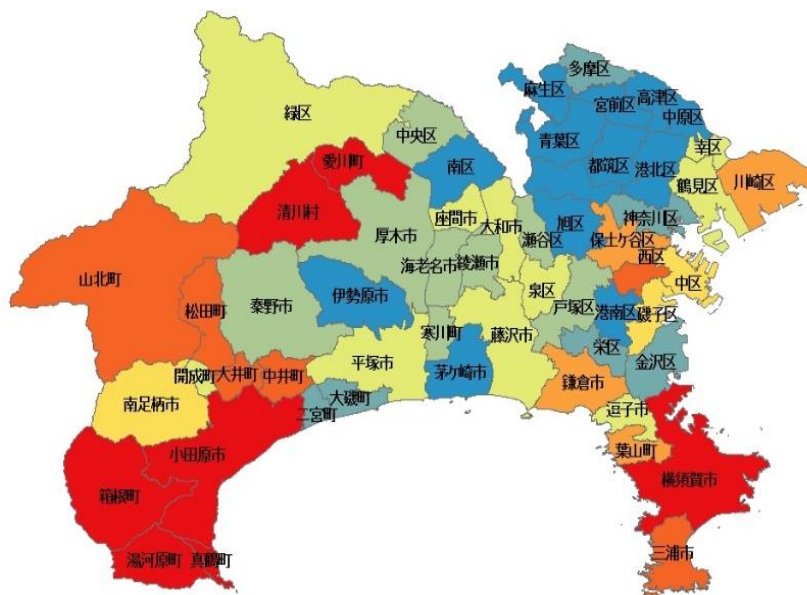 多摩区
麻生区
宮前区
高津区
中原区
緑区
中央区
青葉区
幸区
愛川町
南区
都筑区
港北区
川崎区
鶴見区
清川村
座間市
大和市
神奈川区
厚木市
瀬谷区
旭区
保土ケ谷区
海老名市
綾瀬市
西区
山北町
中区
伊勢原市
泉区
松田町
秦野市
戸塚区
港南区
磯子区
寒川町
藤沢市
栄区
平塚市
金沢区
開成町
大井町
中井町
茅ケ崎市
鎌倉市
南足柄市
大磯町
二宮町
逗子市
小田原市
葉山町
横須賀市
箱根町
三浦市
湯河原町
真鶴町